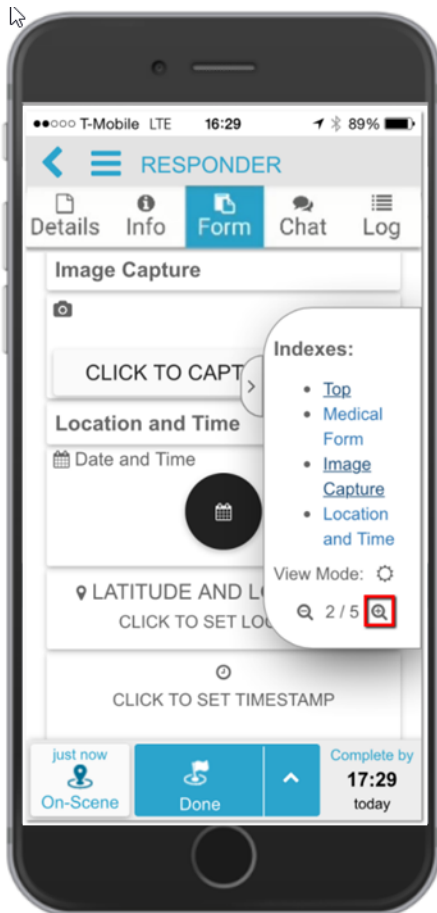 T-Mobile LTE 16:29 89%
RESPONDER
Details Info Form Chat Log
Image Capture
CLICK TO CAPT
Location and Time
Date and Time
LATITUDE AND L
CLICK TO SET LOC
CLICK TO SET TIMESTAMP
Indexes:
Top
Medical
Form
Image
Capture
Location
and Time
View Mode:
2 / 5
just now
On-Scene
Done
Complete by
17:29
today